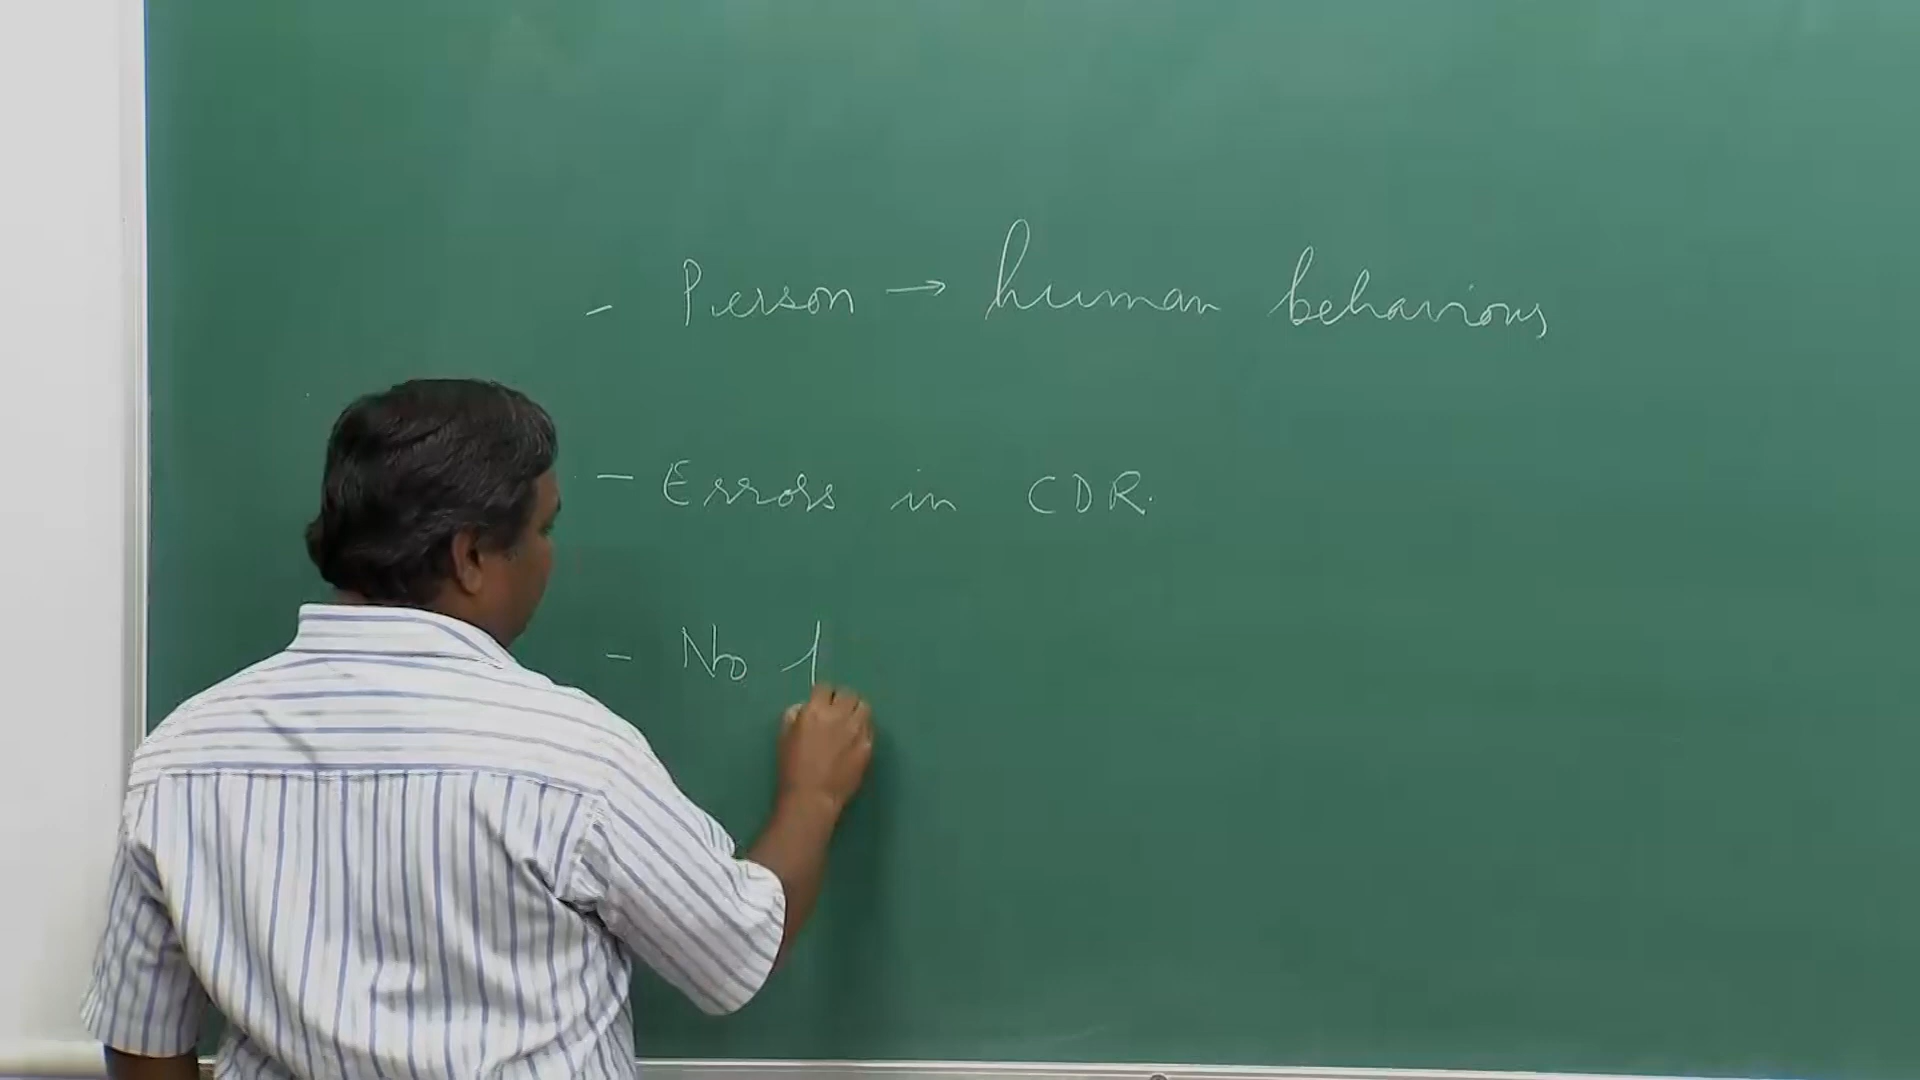 - Person → human behaviours
- Errors in CDR.
- No